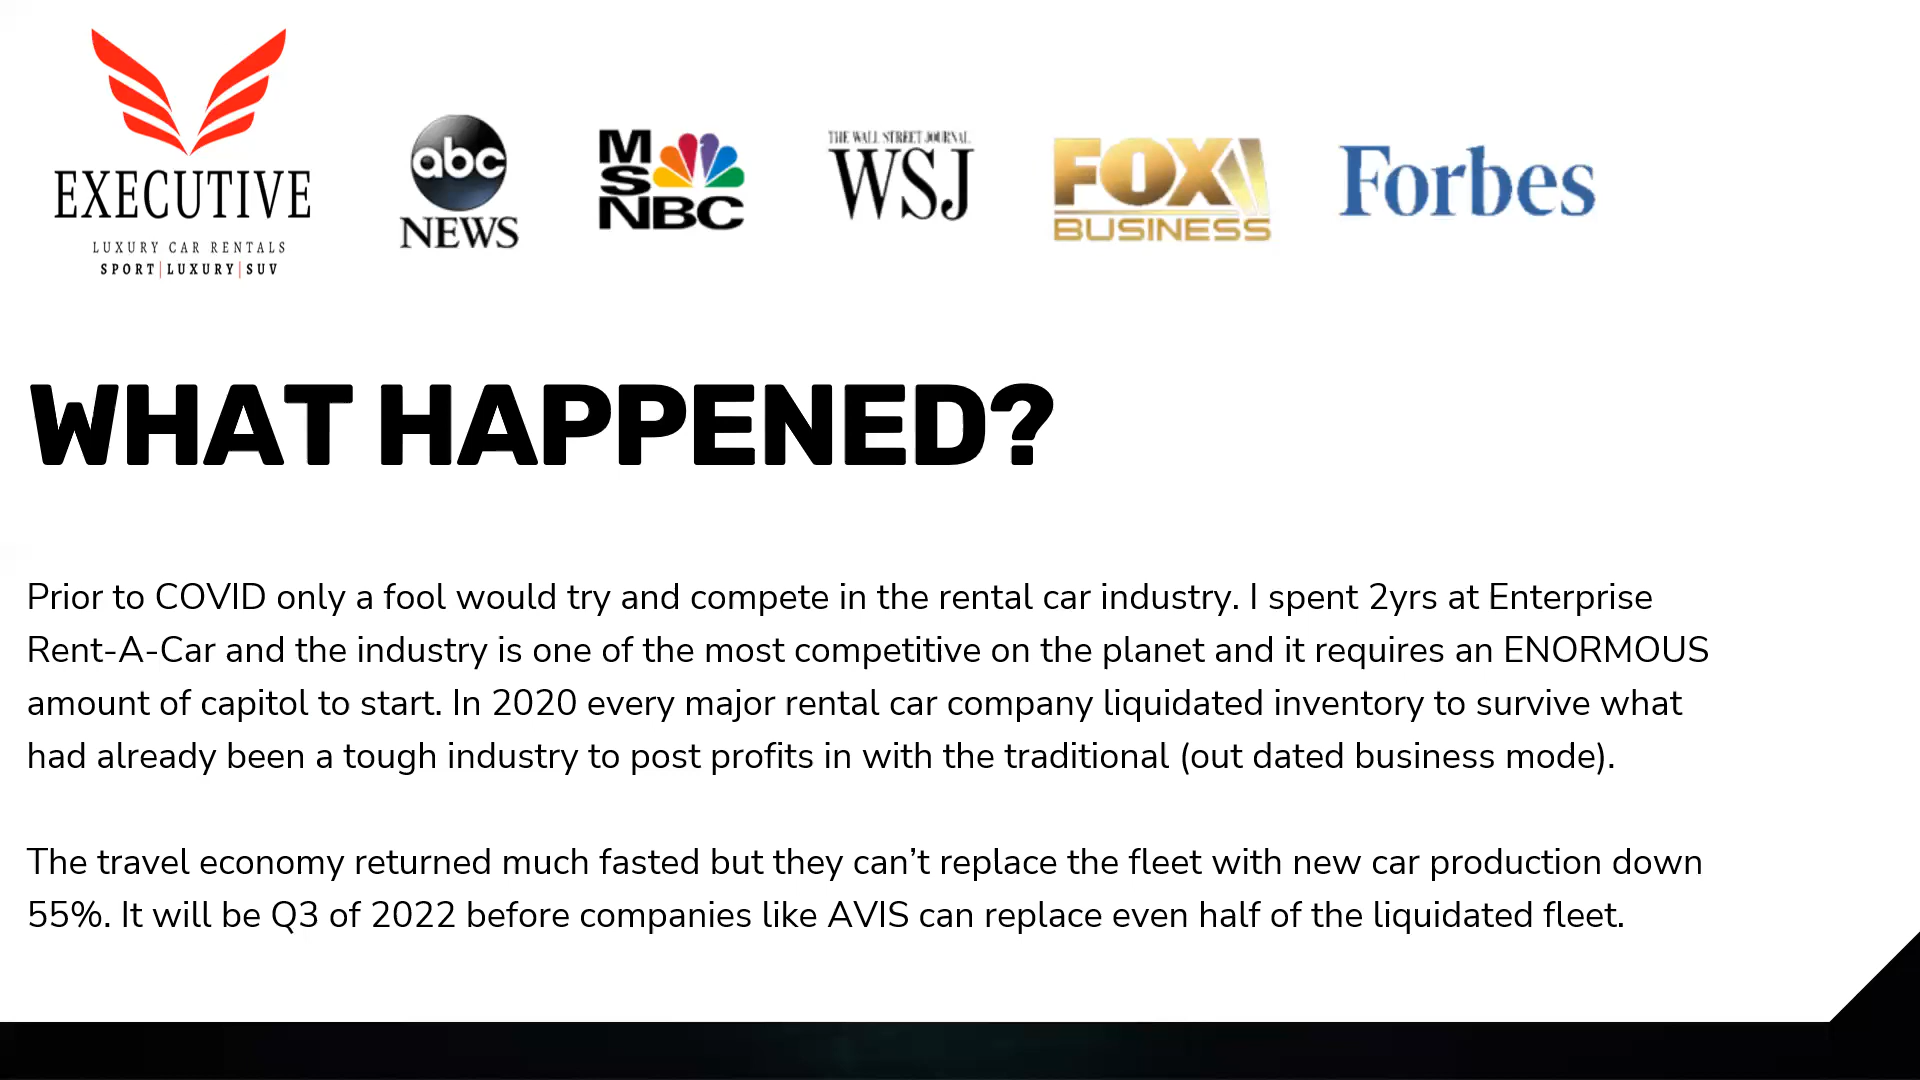 EXECUTIVE
LUXURY CAR RENTALS
SPORT|LUXURY|SUV
abc
NEWS
M
S
NBC
THE WALL STREET JOURNAL
WSJ
FOX
BUSINESS
Forbes
WHAT HAPPENED?
Prior to COVID only a fool would try and compete in the rental car industry. I spent 2yrs at Enterprise
Rent-A-Car and the industry is one of the most competitive on the planet and it requires an ENORMOUS
amount of capitol to start. In 2020 every major rental car company liquidated inventory to survive what
had already been a tough industry to post profits in with the traditional (out dated business mode).
The travel economy returned much fasted but they can’t replace the fleet with new car production down
55%. It will be Q3 of 2022 before companies like AVIS can replace even half of the liquidated fleet.